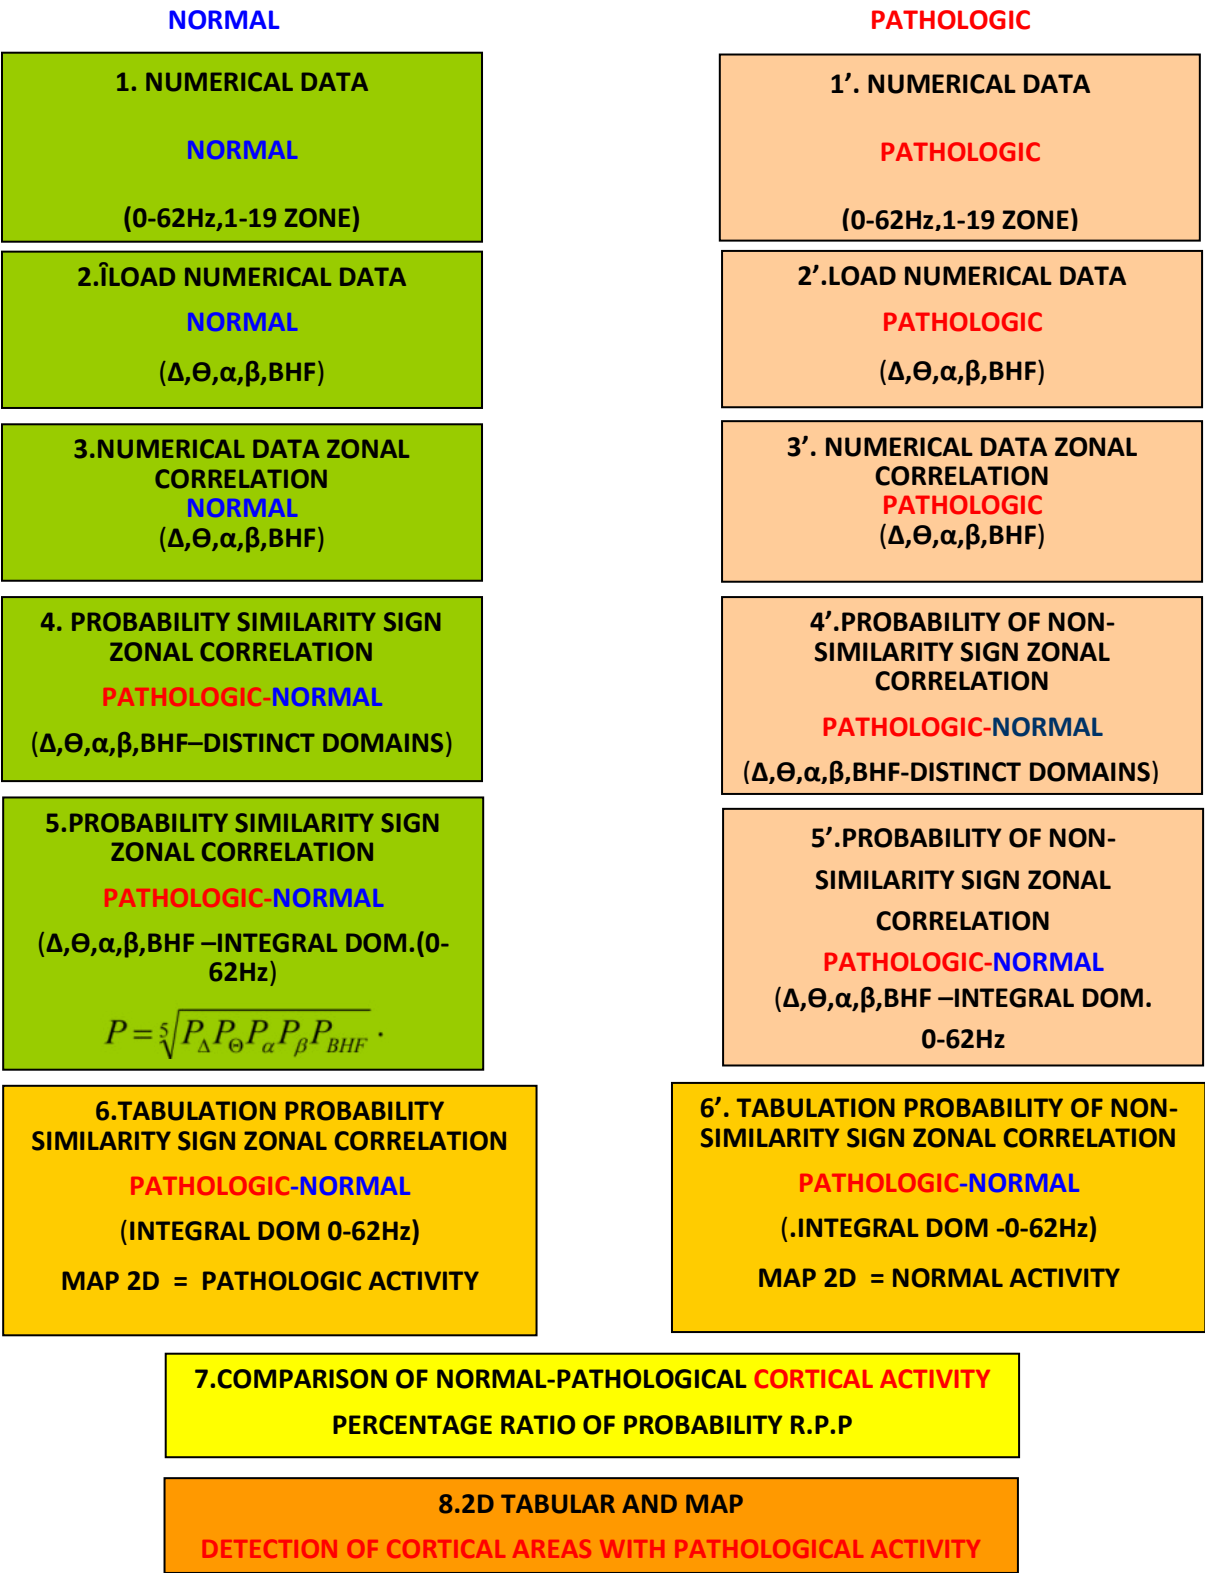 NORMAL
PATHOLOGIC
1. NUMERICAL DATA
NORMAL
(0-62Hz,1-19 ZONE)
1’. NUMERICAL DATA
PATHOLOGIC
(0-62Hz,1-19 ZONE)
2.ÎLOAD NUMERICAL DATA
NORMAL
(Δ,Ɵ,α,β,BHF)
2’.LOAD NUMERICAL DATA
PATHOLOGIC
(Δ,Ɵ,α,β,BHF)
3.NUMERICAL DATA ZONAL
CORRELATION
NORMAL
(Δ,Ɵ,α,β,BHF)
3’. NUMERICAL DATA ZONAL
CORRELATION
PATHOLOGIC
(Δ,Ɵ,α,β,BHF)
4. PROBABILITY SIMILARITY SIGN
ZONAL CORRELATION
PATHOLOGIC-NORMAL
(Δ,Ɵ,α,β,BHF–DISTINCT DOMAINS)
4’.PROBABILITY OF NON-
SIMILARITY SIGN ZONAL
CORRELATION
PATHOLOGIC-NORMAL
(Δ,Ɵ,α,β,BHF-DISTINCT DOMAINS)
5.PROBABILITY SIMILARITY SIGN
ZONAL CORRELATION
PATHOLOGIC-NORMAL
(Δ,Ɵ,α,β,BHF –INTEGRAL DOM.(0-
62Hz)
P = ⁵√(P_Δ P_Θ P_α P_β P_BHF) .
5’.PROBABILITY OF NON-
SIMILARITY SIGN ZONAL
CORRELATION
PATHOLOGIC-NORMAL
(Δ,Ɵ,α,β,BHF –INTEGRAL DOM.
0-62Hz
6.TABULATION PROBABILITY
SIMILARITY SIGN ZONAL CORRELATION
PATHOLOGIC-NORMAL
(INTEGRAL DOM 0-62Hz)
MAP 2D = PATHOLOGIC ACTIVITY
6’. TABULATION PROBABILITY OF NON-
SIMILARITY SIGN ZONAL CORRELATION
PATHOLOGIC-NORMAL
(.INTEGRAL DOM -0-62Hz)
MAP 2D = NORMAL ACTIVITY
7.COMPARISON OF NORMAL-PATHOLOGICAL CORTICAL ACTIVITY
PERCENTAGE RATIO OF PROBABILITY R.P.P
8.2D TABULAR AND MAP
DETECTION OF CORTICAL AREAS WITH PATHOLOGICAL ACTIVITY